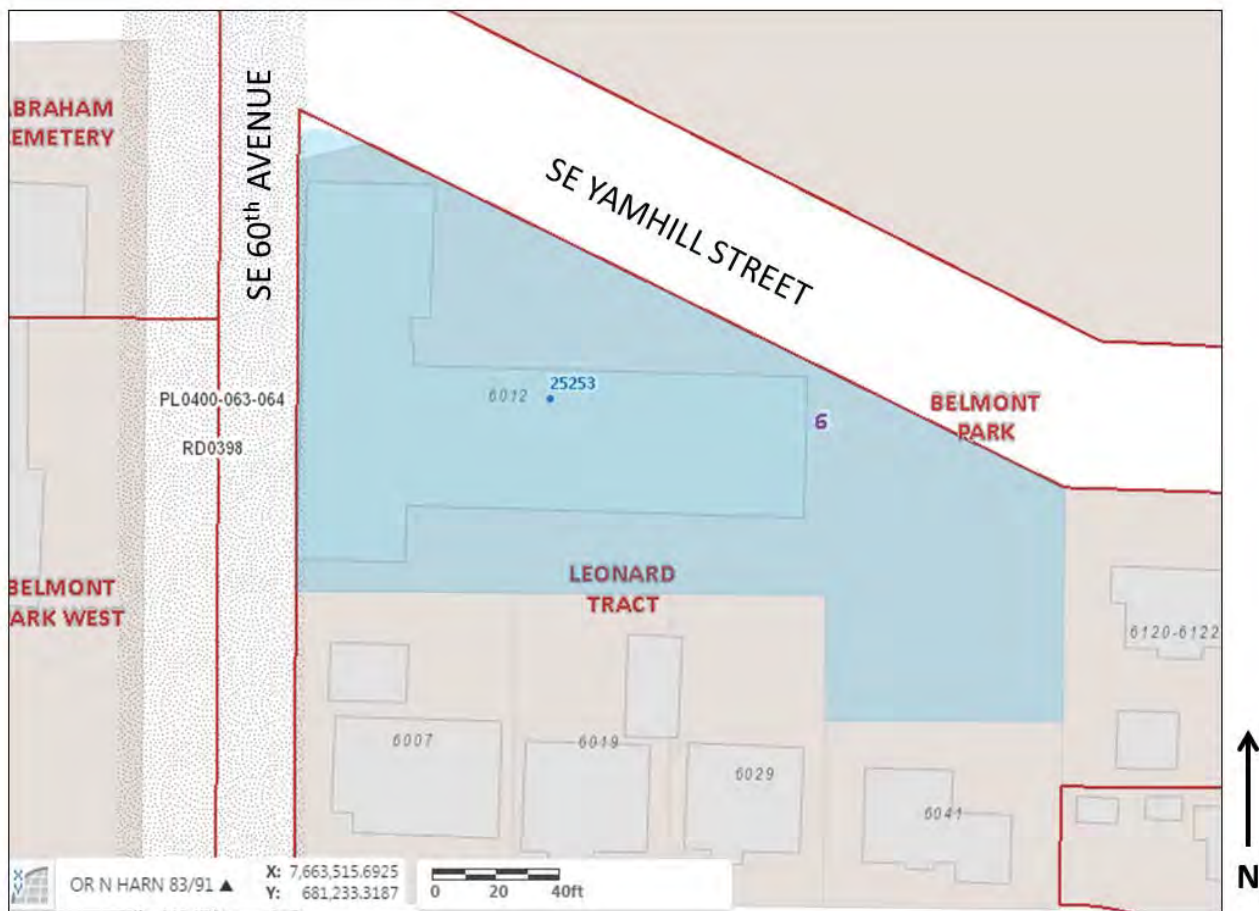 ABRAHAM
CEMETERY
SE 60th AVENUE
SE YAMHILL STREET
6012
25253
6
BELMONT
PARK
PL0400-063-064
RD0398
LEONARD
TRACT
BELMONT
ARK WEST
6120-6122
6007
6019
6029
6041
OR N HARN 83/91 ▲
X: 7,663,515.6925
Y: 681,233.3187
0 20 40ft
N